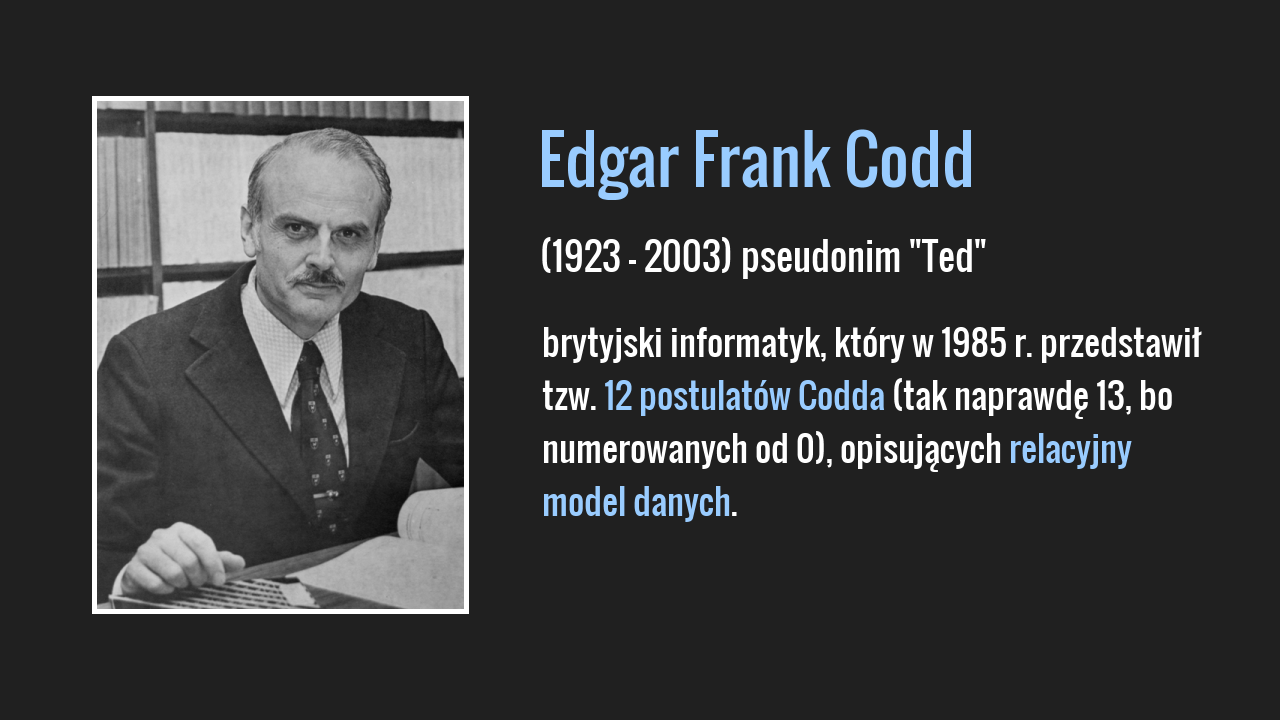 Edgar Frank Codd
(1923 - 2003) pseudonim "Ted"
brytyjski informatyk, który w 1985 r. przedstawił
tzw. 12 postulatów Codda (tak naprawdę 13, bo
numerowanych od 0), opisujących relacyjny
model danych.